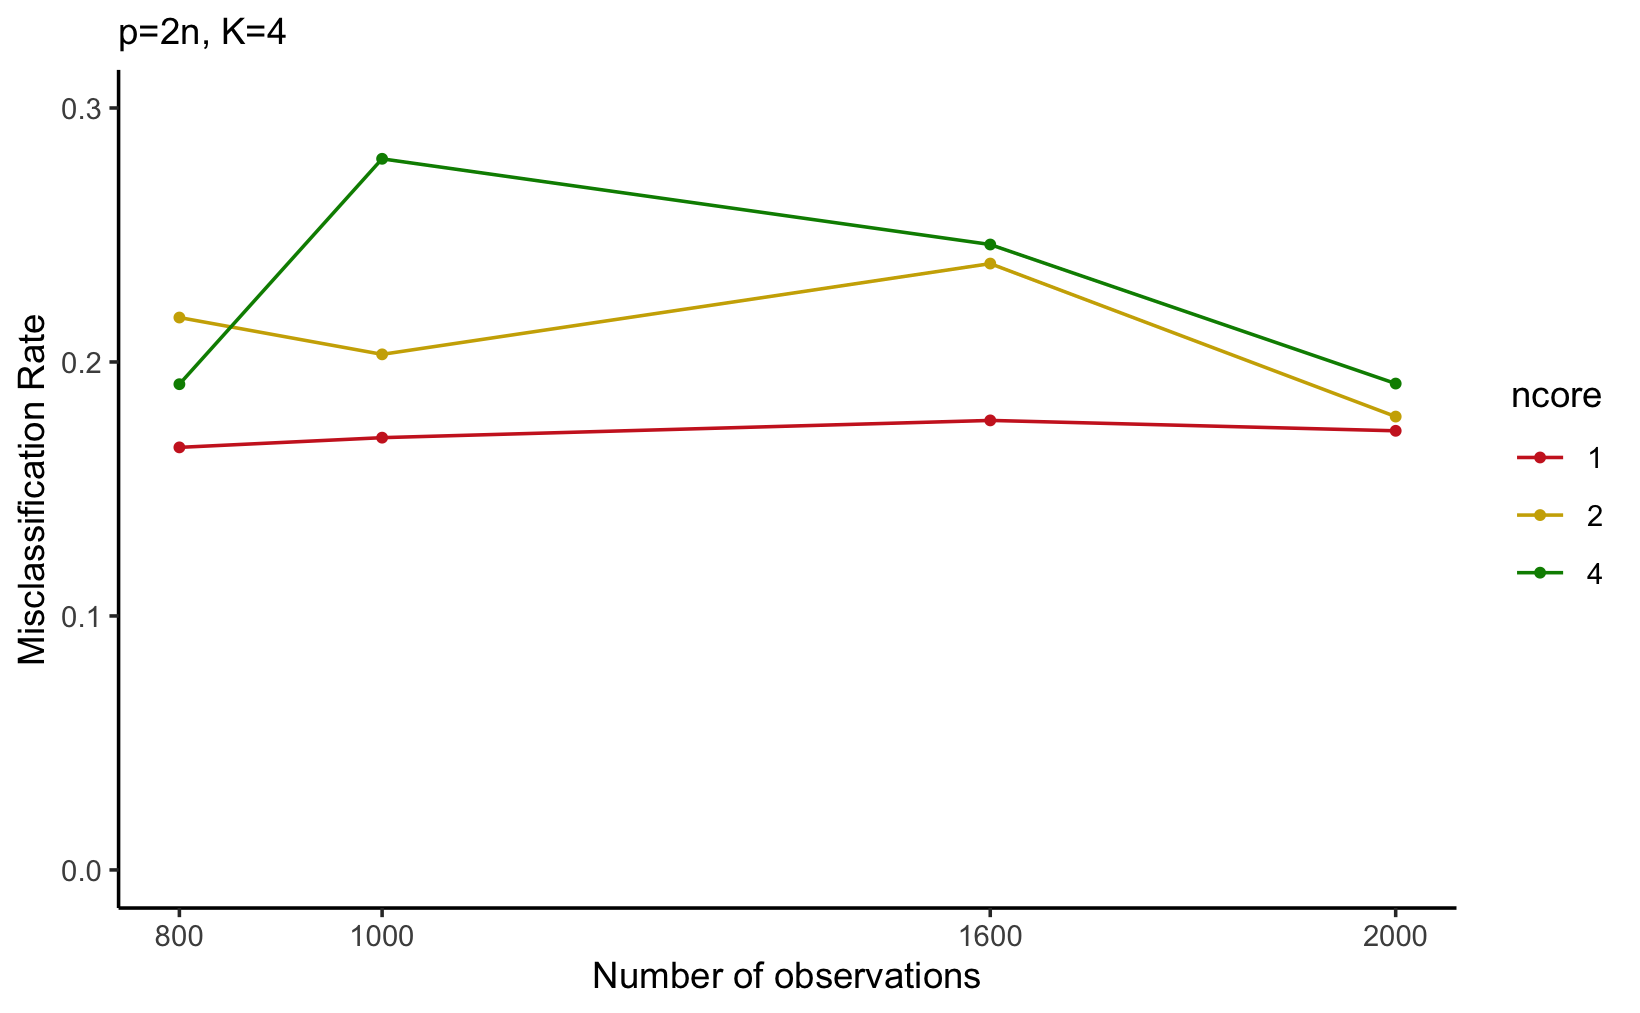 p=2n, K=4
0.3
0.2
0.1
0.0
Misclassification Rate
800 1000 1600 2000
Number of observations
ncore
1
2
4